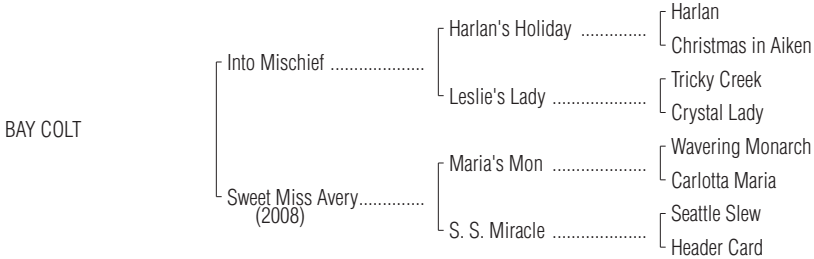 Harlan
Harlan's Holiday ..............
Christmas in Aiken
Into Mischief ....................
Tricky Creek
Leslie's Lady ....................
Crystal Lady
BAY COLT
Wavering Monarch
Maria's Mon ....................
Carlotta Maria
Sweet Miss Avery..............
(2008)
Seattle Slew
S. S. Miracle ....................
Header Card